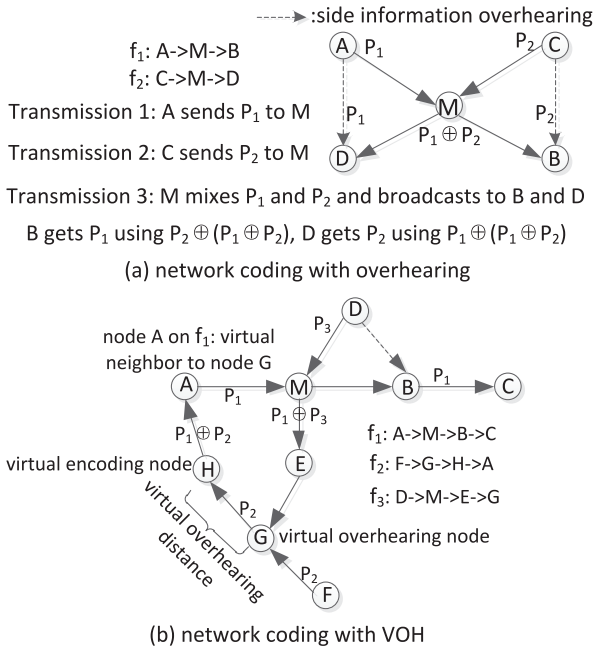 :side information overhearing
f₁: A->M->B
f₂: C->M->D
A P₁ P₂ C
M
P₁ P₂
P₁ ⊕ P₂
D B
Transmission 1: A sends P₁ to M
Transmission 2: C sends P₂ to M
Transmission 3: M mixes P₁ and P₂ and broadcasts to B and D
B gets P₁ using P₂ ⊕ (P₁ ⊕ P₂), D gets P₂ using P₁ ⊕ (P₁ ⊕ P₂)
(a) network coding with overhearing
D
P₃
node A on f₁: virtual
neighbor to node G
A M B C
P₁ P₁
P₁ ⊕ P₃
P₁ ⊕ P₂
f₁: A->M->B->C
f₂: F->G->H->A
f₃: D->M->E->G
virtual encoding node H
E
P₂
virtual overhearing
distance
G virtual overhearing node
P₂
F
(b) network coding with VOH